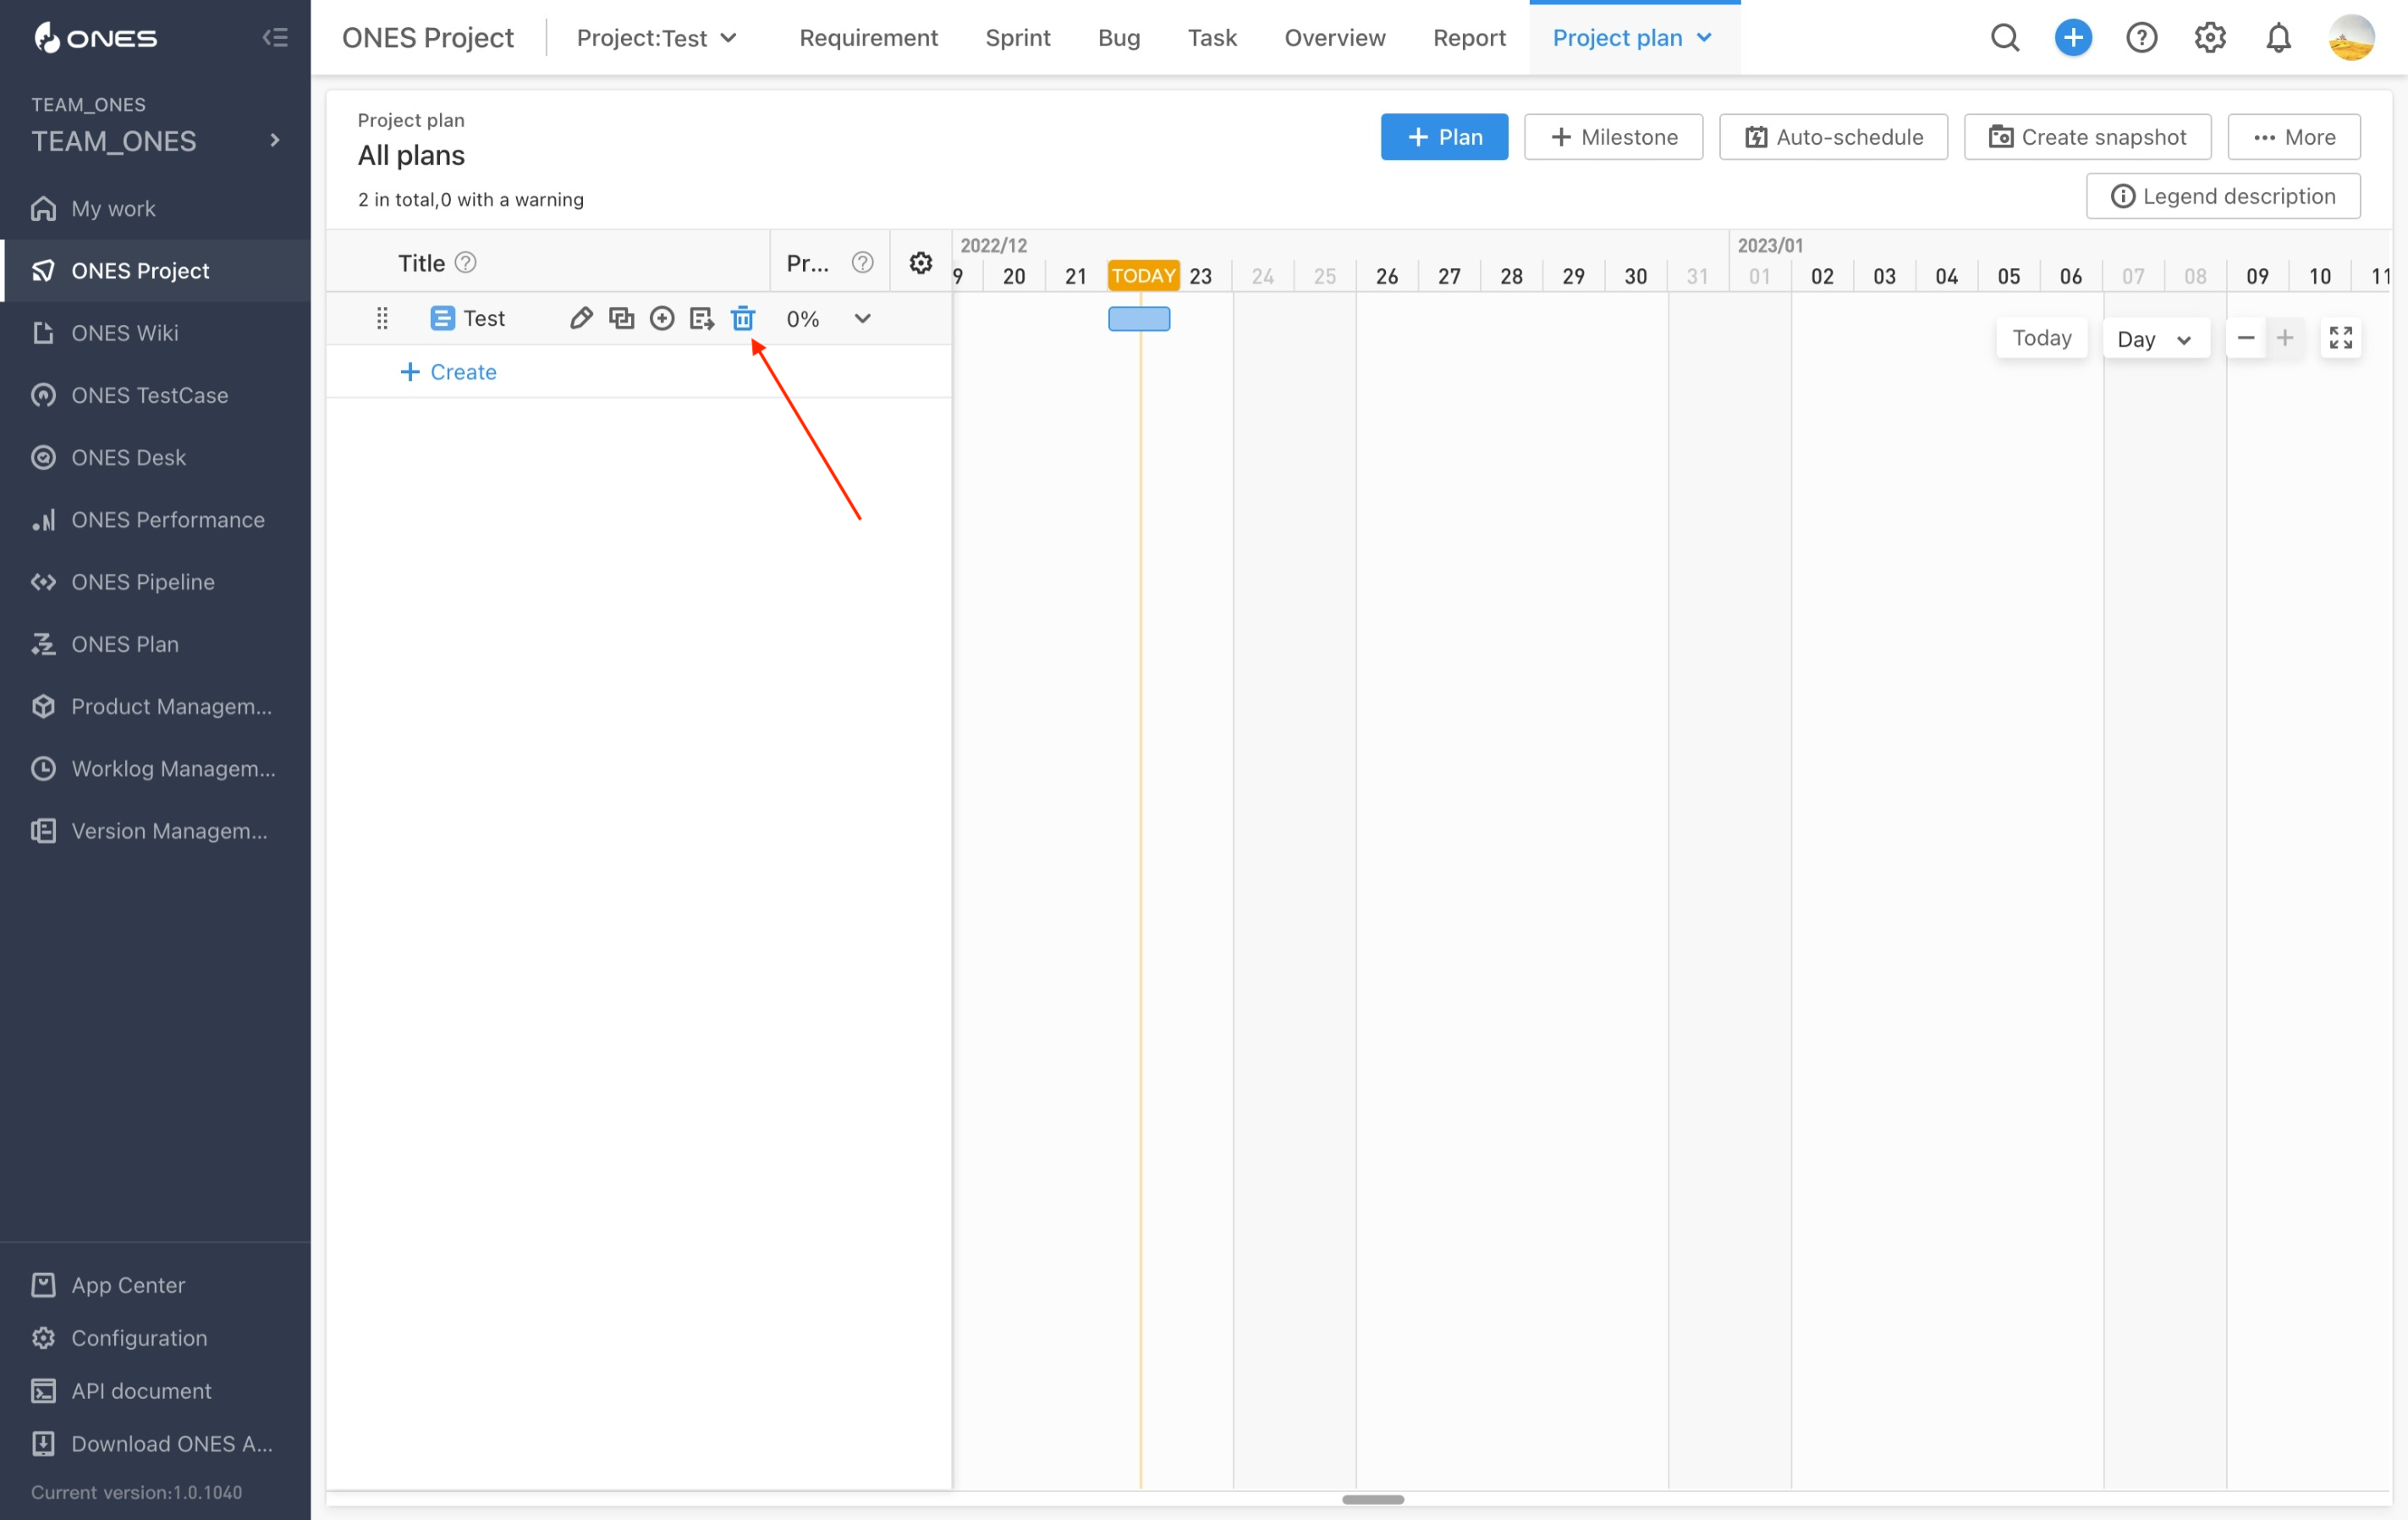 ONES
ONES Project
Project:Test
Requirement
Sprint
Bug
Task
Overview
Report
Project plan
TEAM_ONES
TEAM_ONES
My work
ONES Project
ONES Wiki
ONES TestCase
ONES Desk
ONES Performance
ONES Pipeline
ONES Plan
Product Managem...
Worklog Managem...
Version Managem...
App Center
Configuration
API document
Download ONES A...
Current version:1.0.1040
Project plan
All plans
2 in total,0 with a warning
Plan
Milestone
Auto-schedule
Create snapshot
More
Legend description
Title
Pr...
2022/12
2023/01
9 20 21 TODAY 23 24 25 26 27 28 29 30 31 01 02 03 04 05 06 07 08 09 10 11
Test
0%
Create
Today
Day